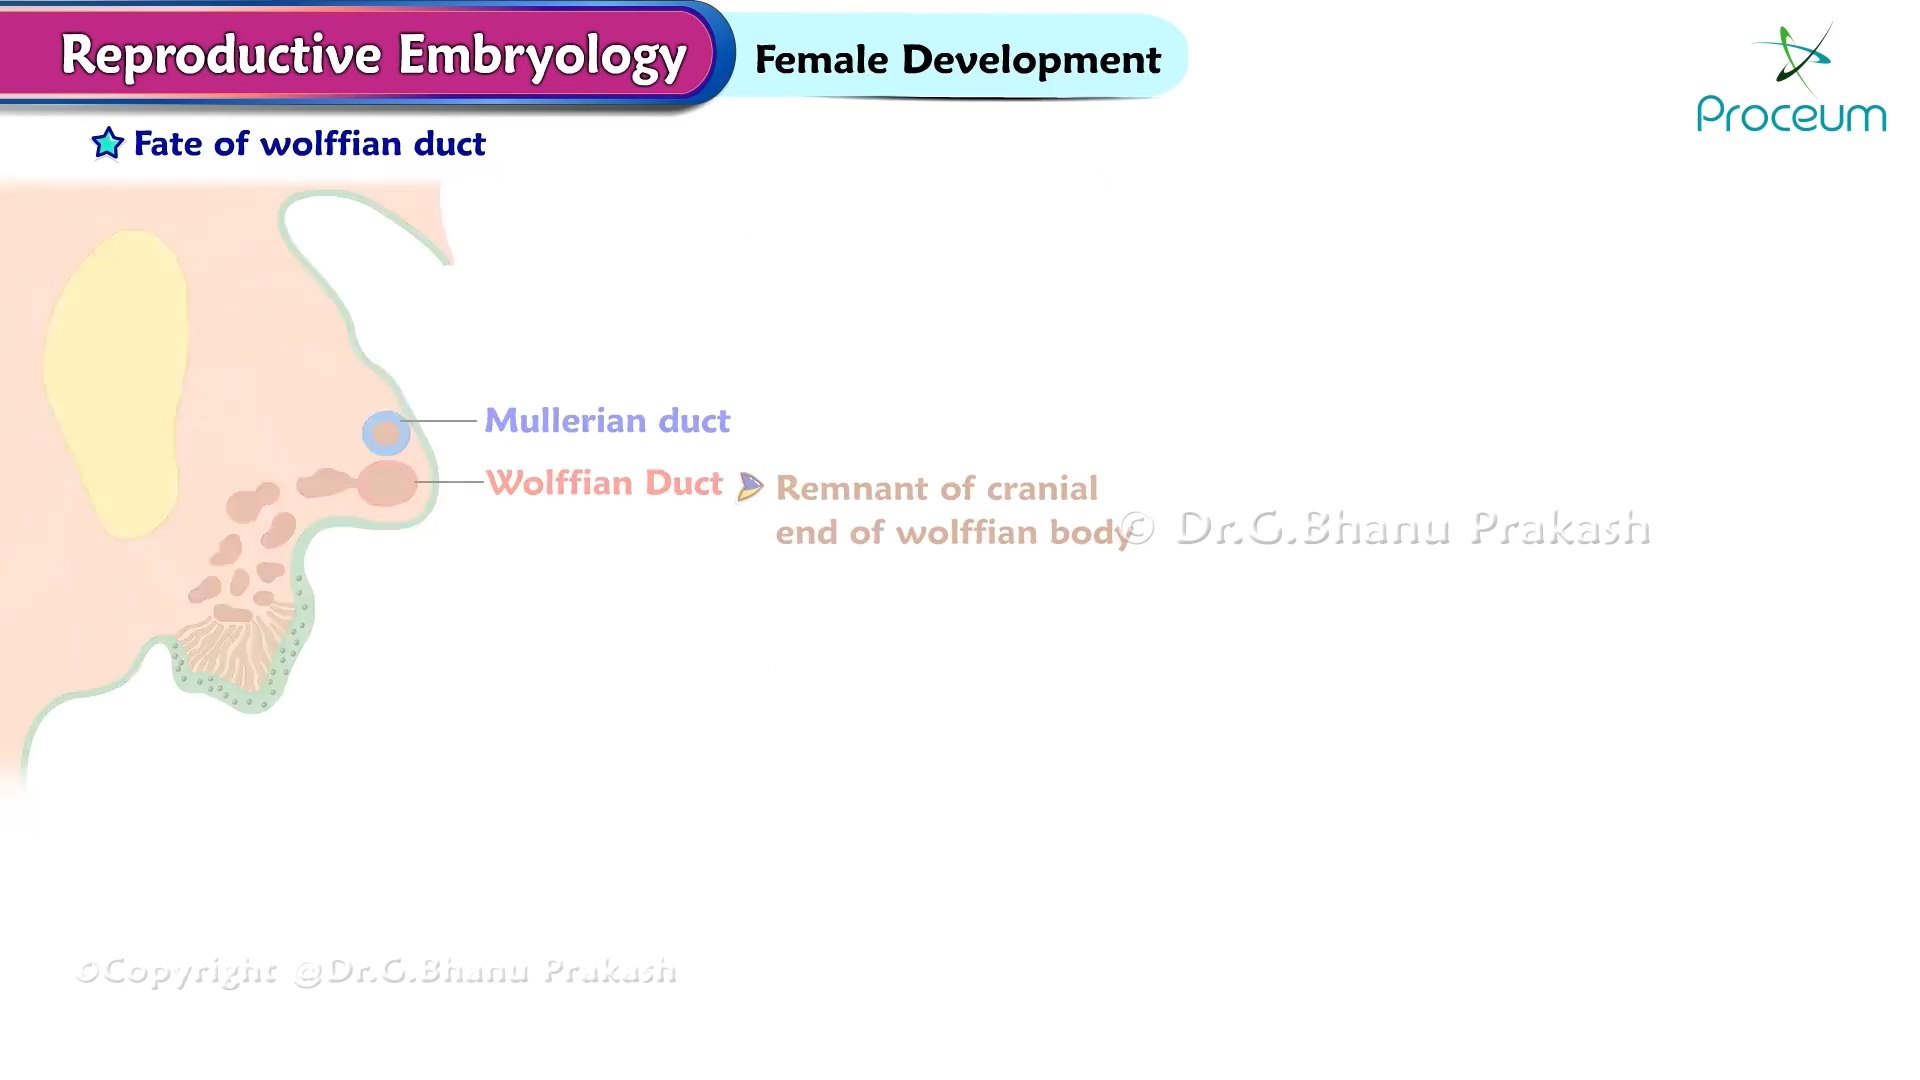 Reproductive Embryology
Female Development
Proceum
Fate of wolffian duct
Mullerian duct
Wolffian Duct
Remnant of cranial
end of wolffian body
© Dr.G.Bhanu Prakash
©Copyright @Dr.G.Bhanu Prakash